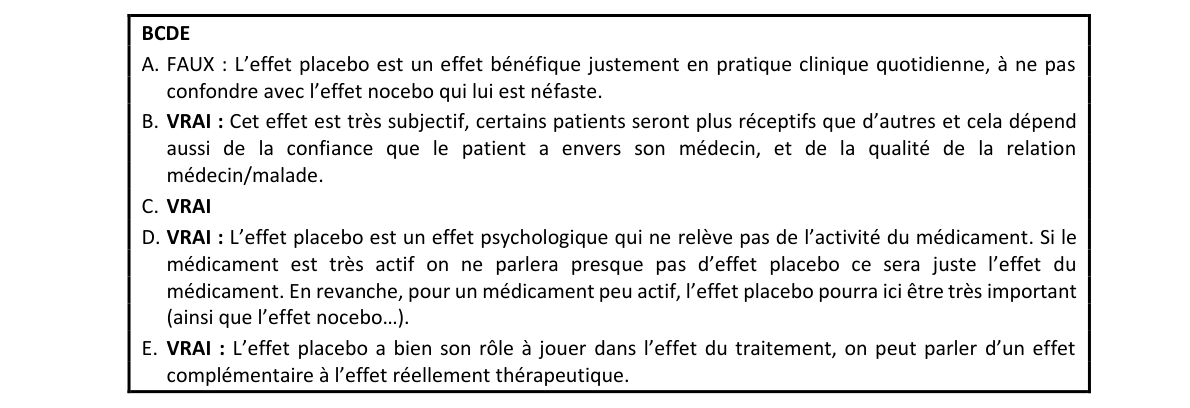 BCDE
A. FAUX : L’effet placebo est un effet bénéfique justement en pratique clinique quotidienne, à ne pas
confondre avec l’effet nocebo qui lui est néfaste.
B. VRAI : Cet effet est très subjectif, certains patients seront plus réceptifs que d’autres et cela dépend
aussi de la confiance que le patient a envers son médecin, et de la qualité de la relation
médecin/malade.
C. VRAI
D. VRAI : L’effet placebo est un effet psychologique qui ne relève pas de l’activité du médicament. Si le
médicament est très actif on ne parlera presque pas d’effet placebo ce sera juste l’effet du
médicament. En revanche, pour un médicament peu actif, l’effet placebo pourra ici être très important
(ainsi que l’effet nocebo…).
E. VRAI : L’effet placebo a bien son rôle à jouer dans l’effet du traitement, on peut parler d’un effet
complémentaire à l’effet réellement thérapeutique.